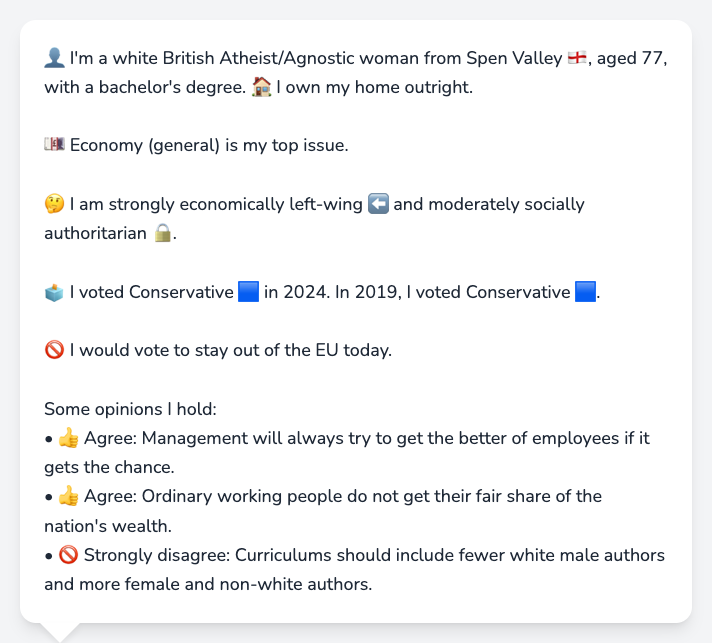 👤 I'm a white British Atheist/Agnostic woman from Spen Valley 🏴󠁧󠁢󠁥󠁮󠁧󠁿, aged 77,
with a bachelor's degree. 🏠 I own my home outright.
💷 Economy (general) is my top issue.
🤔 I am strongly economically left-wing ⬅️ and moderately socially
authoritarian 🔒.
🗳️ I voted Conservative 🟦 in 2024. In 2019, I voted Conservative 🟦.
🚫 I would vote to stay out of the EU today.
Some opinions I hold:
• 👍 Agree: Management will always try to get the better of employees if it
gets the chance.
• 👍 Agree: Ordinary working people do not get their fair share of the
nation's wealth.
• 🚫 Strongly disagree: Curriculums should include fewer white male authors
and more female and non-white authors.